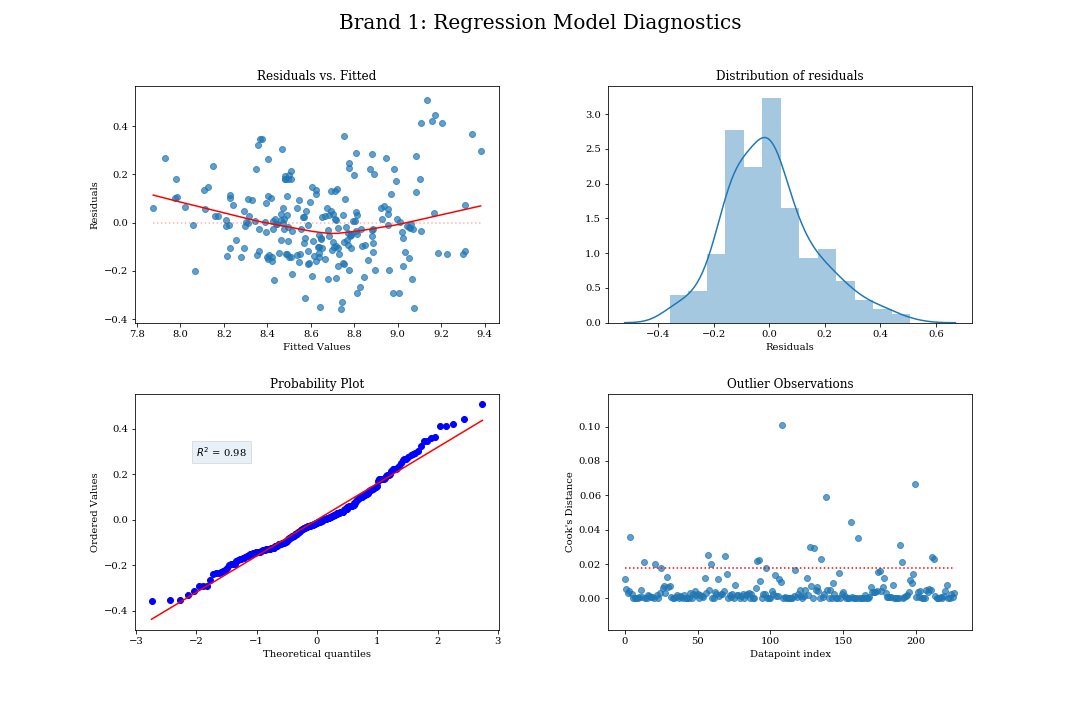 Brand 1: Regression Model Diagnostics
Residuals vs. Fitted
Residuals
0.4
0.2
0.0
−0.2
−0.4
7.8 8.0 8.2 8.4 8.6 8.8 9.0 9.2 9.4
Fitted Values
Distribution of residuals
3.0
2.5
2.0
1.5
1.0
0.5
0.0
−0.4 −0.2 0.0 0.2 0.4 0.6
Residuals
Probability Plot
Ordered Values
0.4
0.2
0.0
−0.2
−0.4
R² = 0.98
−3 −2 −1 0 1 2 3
Theoretical quantiles
Outlier Observations
Cook's Distance
0.10
0.08
0.06
0.04
0.02
0.00
0 50 100 150 200
Datapoint index